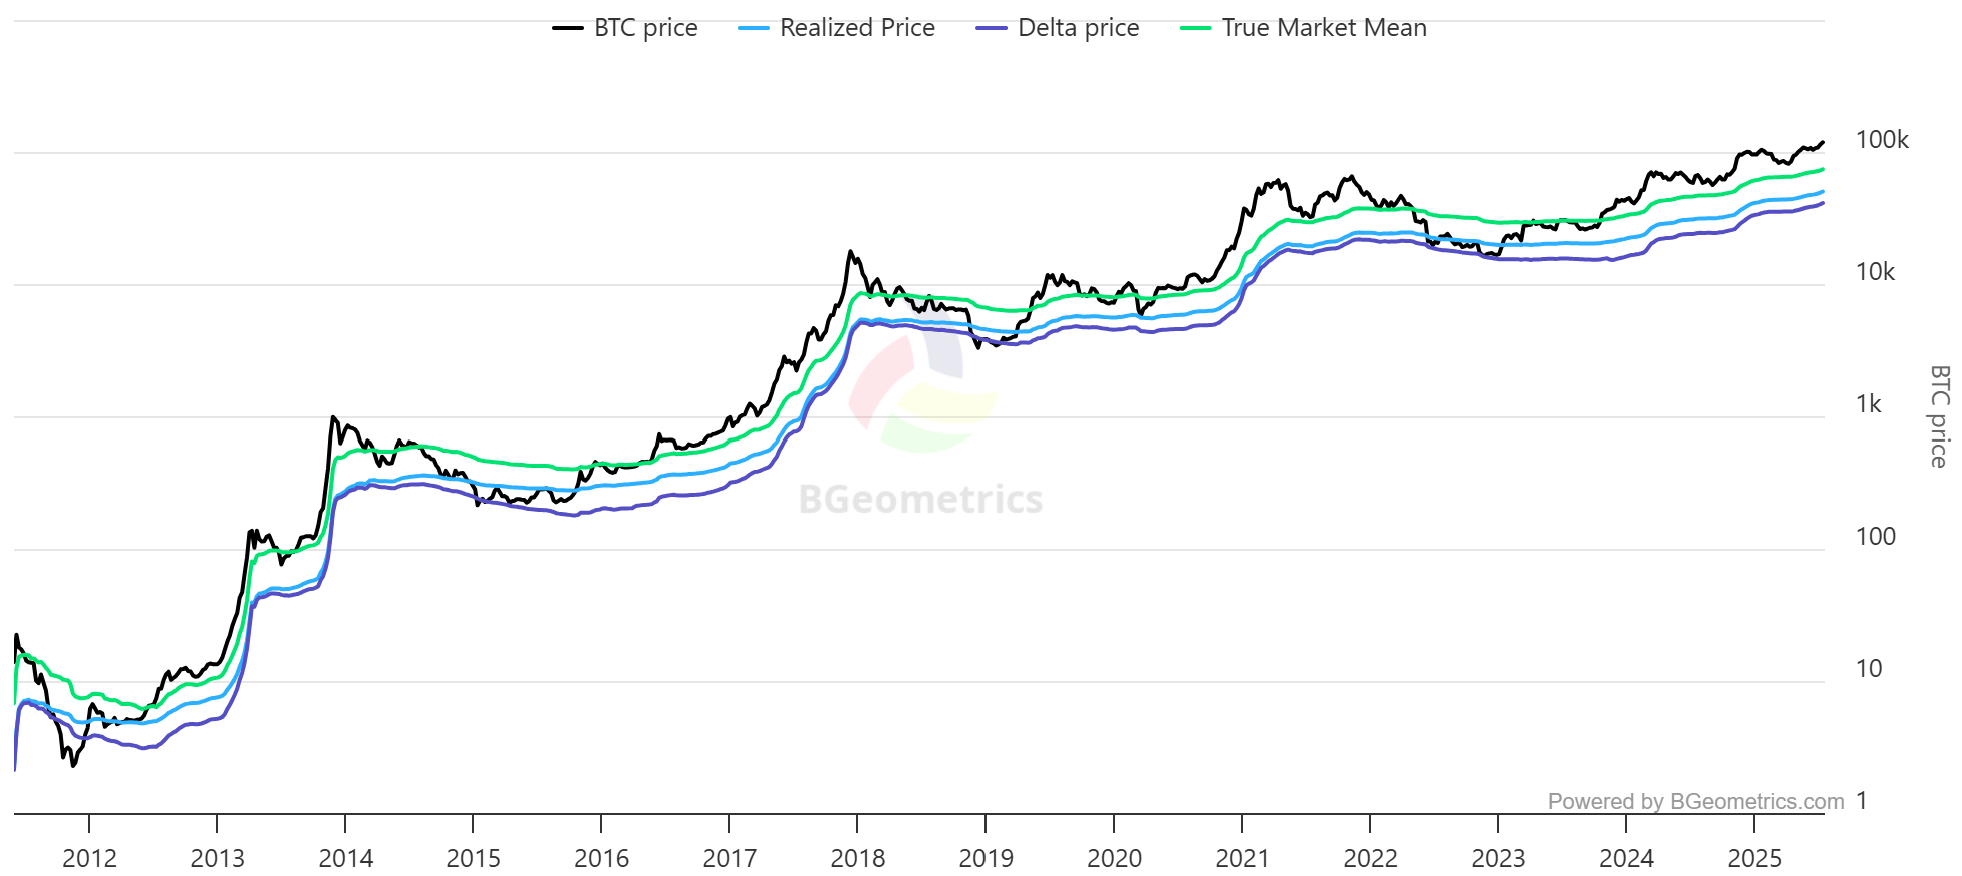 BTC price Realized Price Delta price True Market Mean
100k
10k
1k
100
10
1
BTC price
BGeometrics
Powered by BGeometrics.com
2012 2013 2014 2015 2016 2017 2018 2019 2020 2021 2022 2023 2024 2025